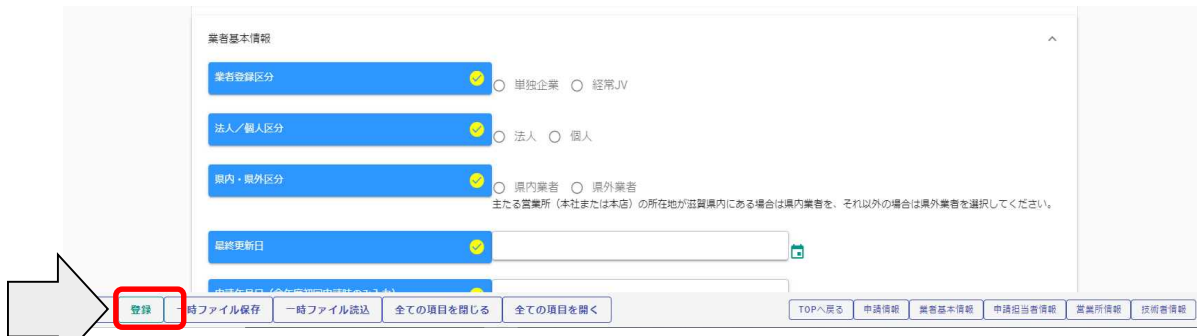 業者基本情報
業者登録区分
単独企業 経常JV
法人／個人区分
法人 個人
県内・県外区分
県内業者 県外業者
主たる営業所（本社または本店）の所在地が滋賀県内にある場合は県内業者を、それ以外の場合は県外業者を選択してください。
最終更新日
登録 一時ファイル保存 一時ファイル読込 全ての項目を閉じる 全ての項目を開く TOPへ戻る 申請情報 業者基本情報 申請担当者情報 営業所情報 技術者情報